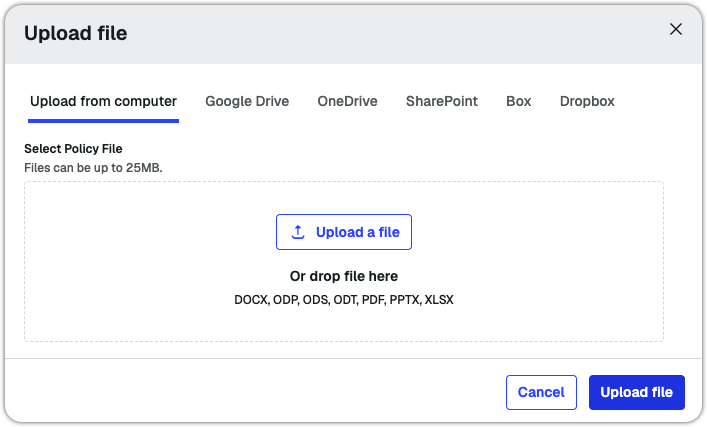 Upload file
Upload from computer Google Drive OneDrive SharePoint Box Dropbox
Select Policy File
Files can be up to 25MB.
Upload a file
Or drop file here
DOCX, ODP, ODS, ODT, PDF, PPTX, XLSX
Cancel Upload file